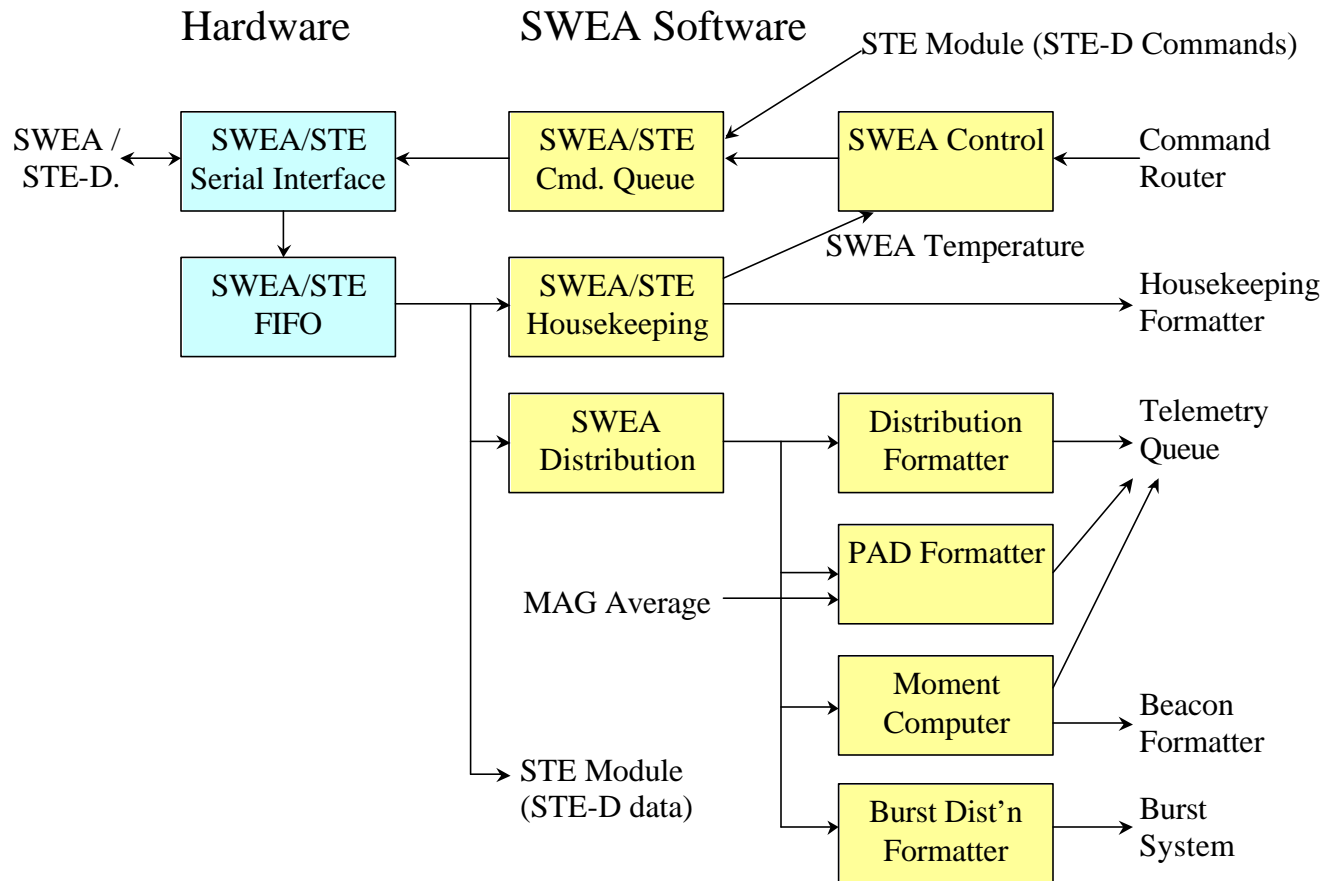 Hardware
SWEA Software
STE Module (STE-D Commands)
SWEA /
STE-D.
SWEA/STE
Serial Interface
SWEA/STE
Cmd. Queue
SWEA Control
Command
Router
SWEA Temperature
SWEA/STE
FIFO
SWEA/STE
Housekeeping
Housekeeping
Formatter
SWEA
Distribution
Distribution
Formatter
Telemetry
Queue
PAD Formatter
MAG Average
Moment
Computer
Beacon
Formatter
STE Module
(STE-D data)
Burst Dist'n
Formatter
Burst
System